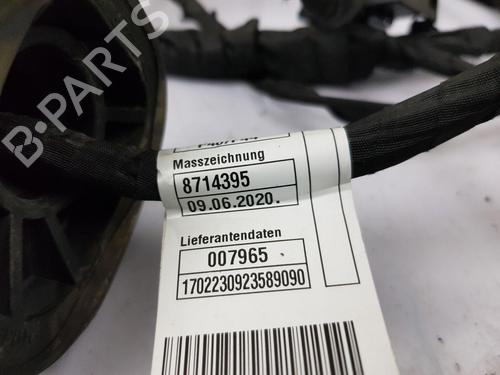 B-PARTS
Masszeichnung
8714395
09.06.2020.
Lieferantendaten
007965
1702230923589090